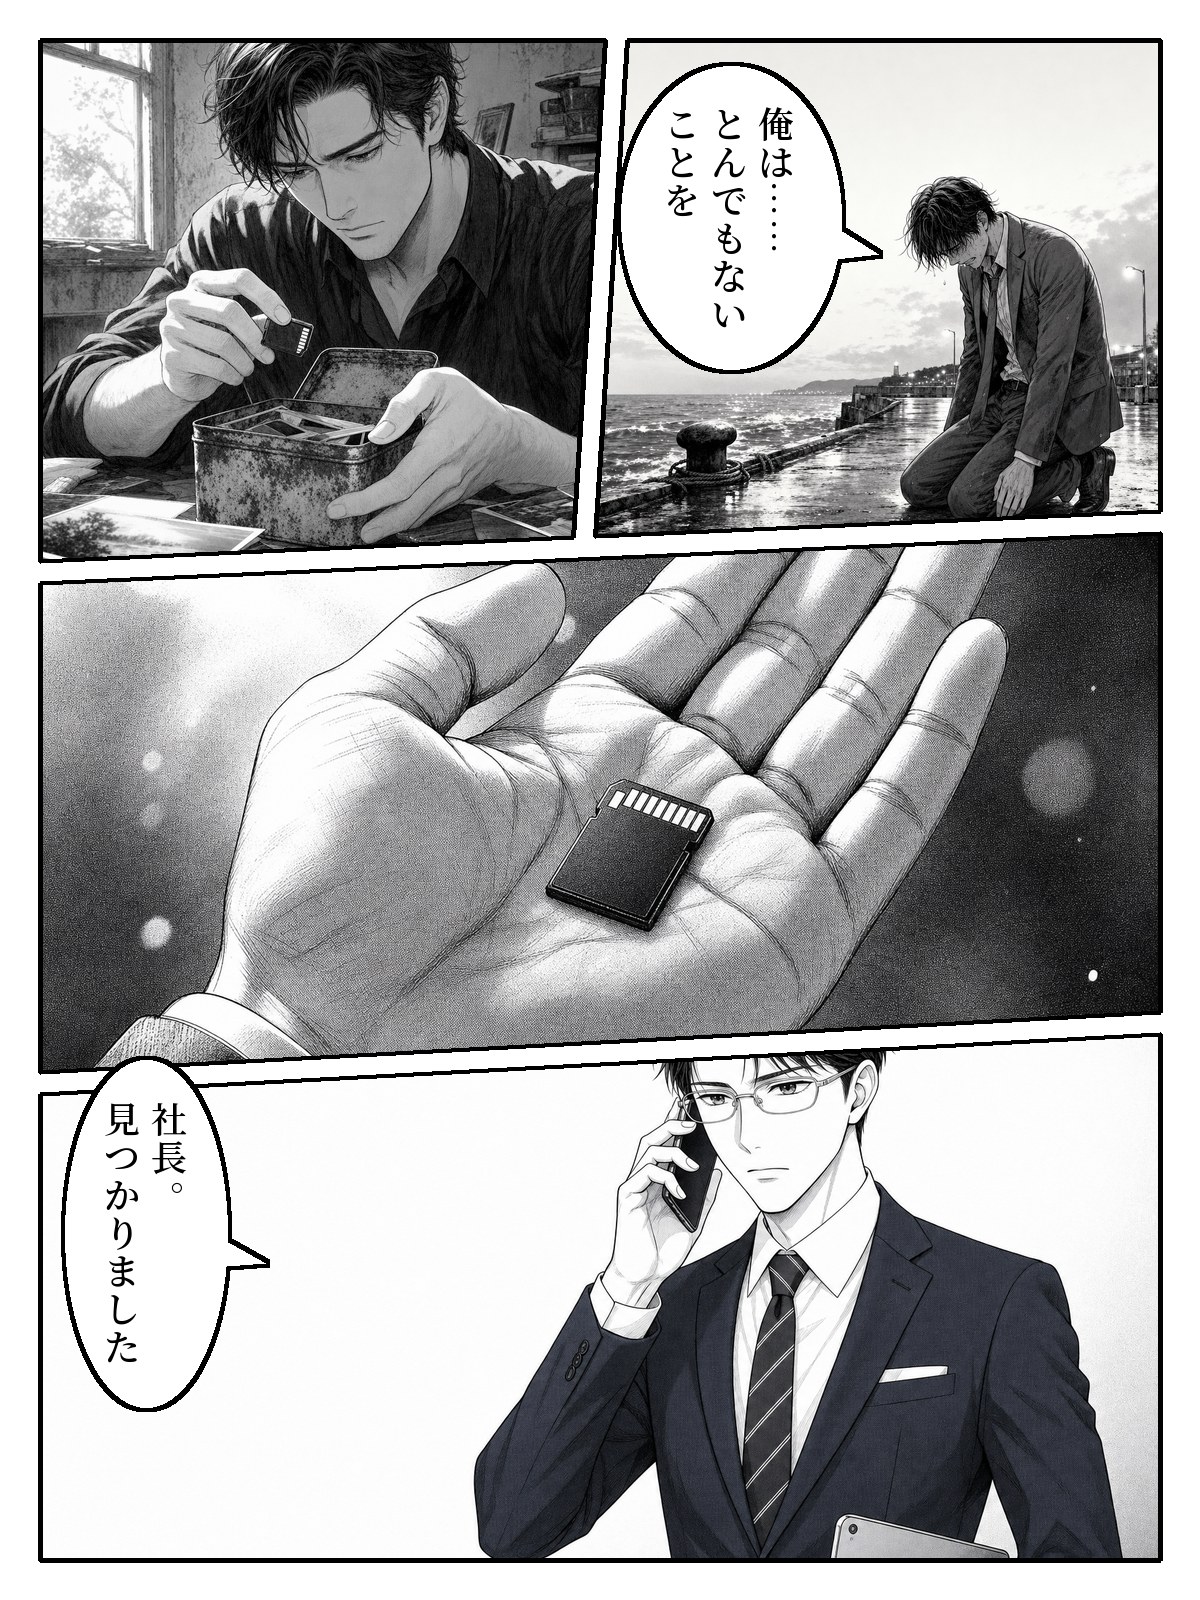 俺は……
とんでもない
ことを
社長。
見つかりました